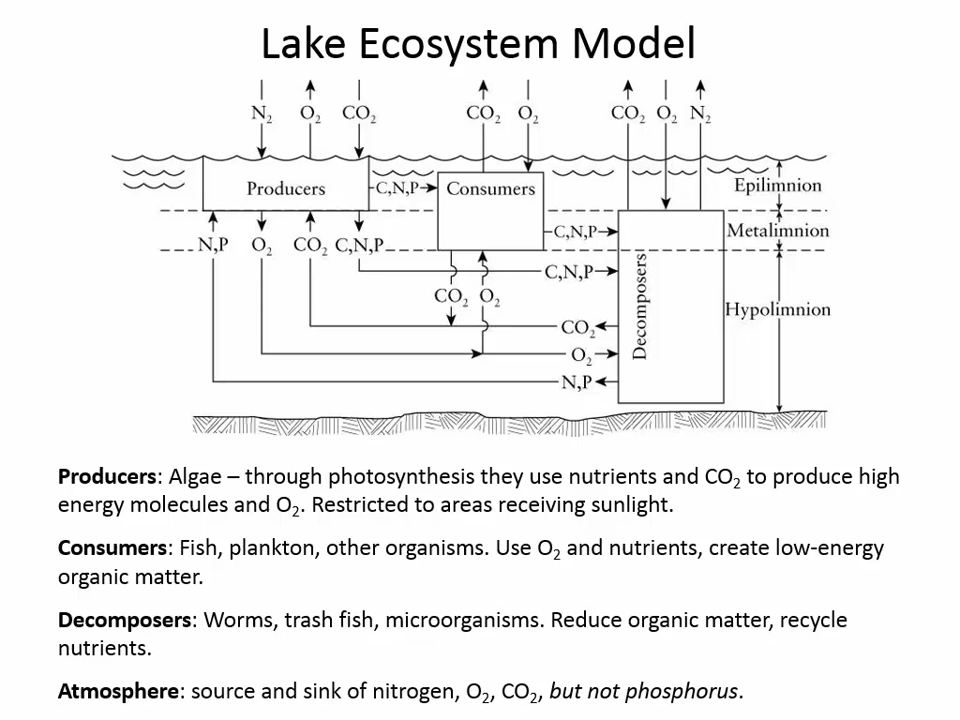 Lake Ecosystem Model
N₂ O₂ CO₂ CO₂ O₂ CO₂ O₂ N₂
Producers C,N,P Consumers Epilimnion
C,N,P Metalimnion
N,P O₂ CO₂ C,N,P
C,N,P
CO₂ O₂ Decomposers Hypolimnion
CO₂
O₂
N,P
Producers: Algae – through photosynthesis they use nutrients and CO₂ to produce high
energy molecules and O₂. Restricted to areas receiving sunlight.
Consumers: Fish, plankton, other organisms. Use O₂ and nutrients, create low-energy
organic matter.
Decomposers: Worms, trash fish, microorganisms. Reduce organic matter, recycle
nutrients.
Atmosphere: source and sink of nitrogen, O₂, CO₂, but not phosphorus.